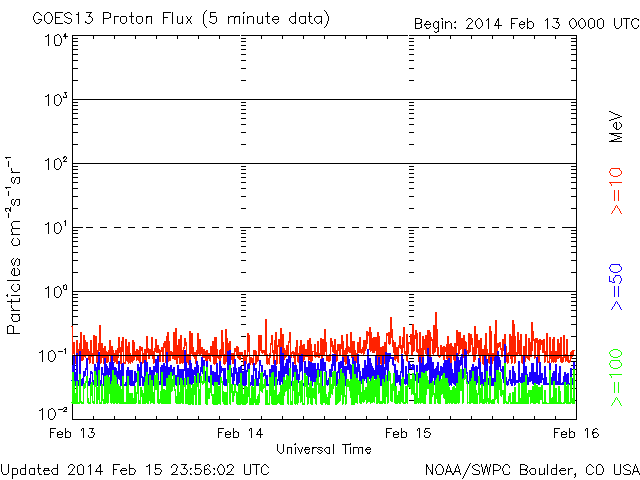 GOES13 Proton Flux (5 minute data)
Begin: 2014 Feb 13 0000 UTC
10⁴
10³
10²
10¹
10⁰
10⁻¹
10⁻²
Particles cm⁻²s⁻¹sr⁻¹
MeV
>=10
>=50
>=100
Feb 13
Feb 14
Feb 15
Feb 16
Universal Time
Updated 2014 Feb 15 23:56:02 UTC
NOAA/SWPC Boulder, CO USA